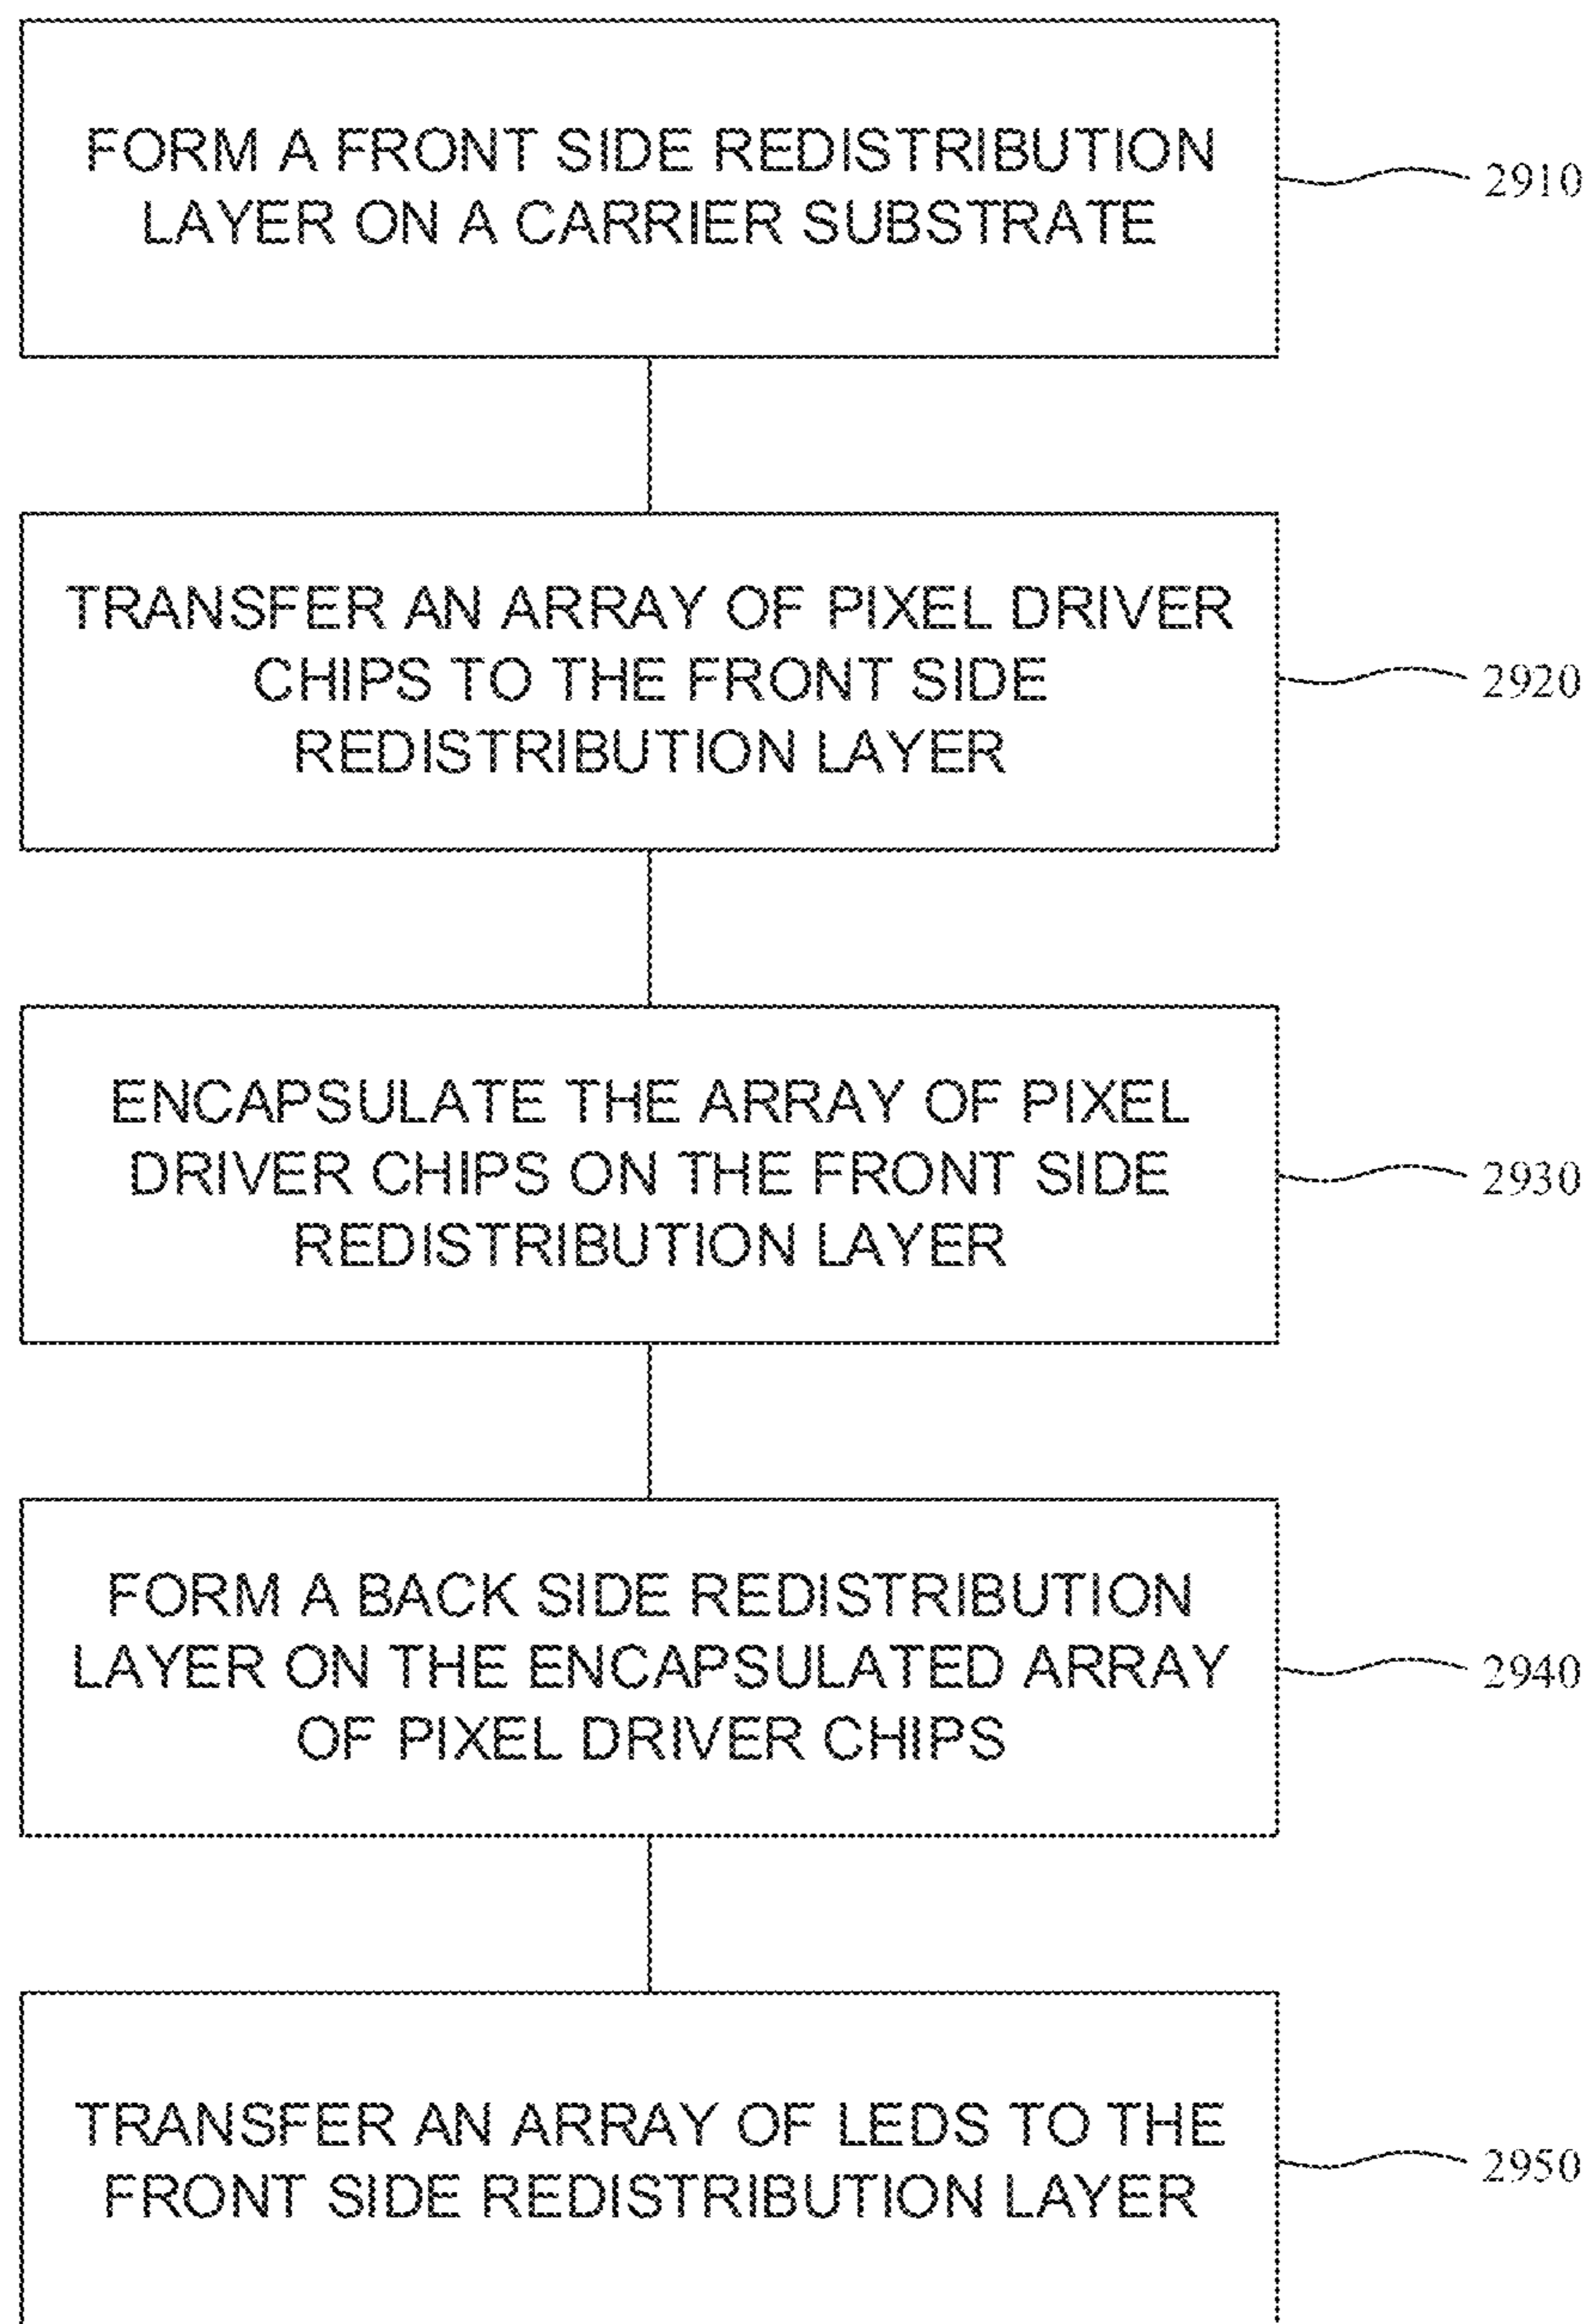 FORM A FRONT SIDE REDISTRIBUTION
LAYER ON A CARRIER SUBSTRATE
2910
TRANSFER AN ARRAY OF PIXEL DRIVER
CHIPS TO THE FRONT SIDE
REDISTRIBUTION LAYER
2920
ENCAPSULATE THE ARRAY OF PIXEL
DRIVER CHIPS ON THE FRONT SIDE
REDISTRIBUTION LAYER
2930
FORM A BACK SIDE REDISTRIBUTION
LAYER ON THE ENCAPSULATED ARRAY
OF PIXEL DRIVER CHIPS
2940
TRANSFER AN ARRAY OF LEDS TO THE
FRONT SIDE REDISTRIBUTION LAYER
2950